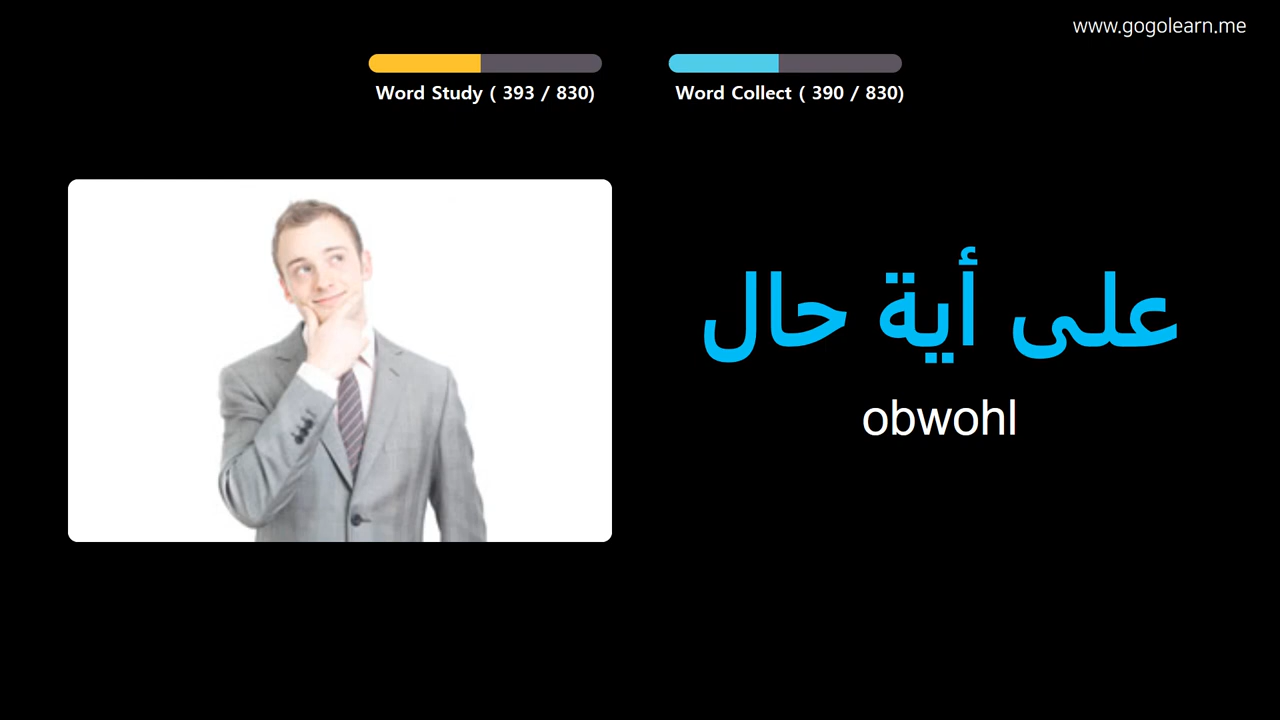 www.gogolearn.me
Word Study ( 393 / 830)
Word Collect ( 390 / 830)
على أية حال
obwohl